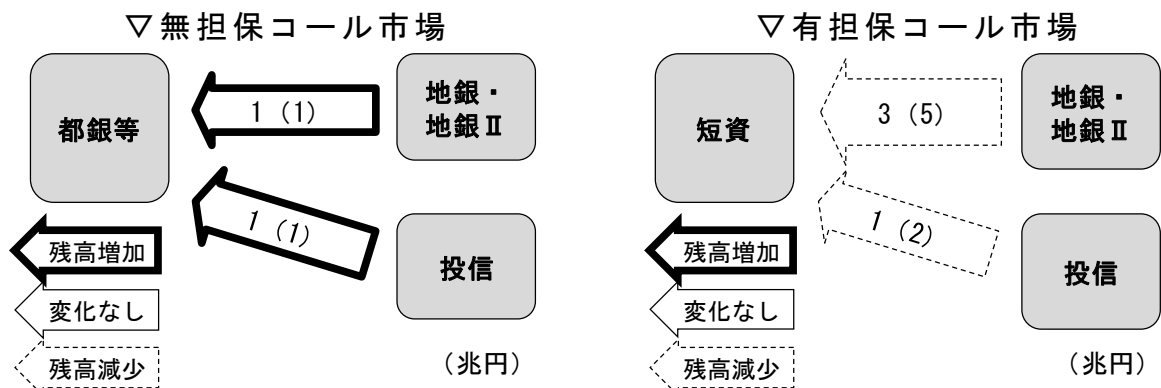 ▽無担保コール市場
都銀等
1 (1)
地銀・
地銀Ⅱ
1 (1)
投信
残高増加
変化なし
残高減少
(兆円)
▽有担保コール市場
短資
3 (5)
地銀・
地銀Ⅱ
1 (2)
投信
残高増加
変化なし
残高減少
(兆円)